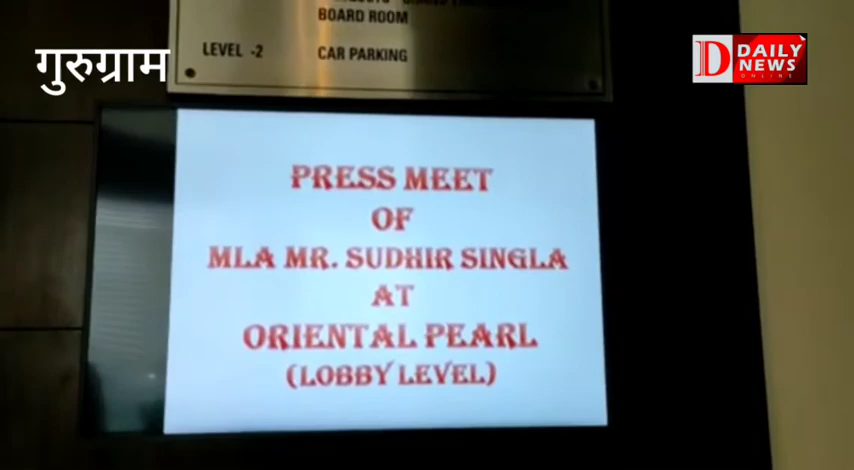 BOARD ROOM
LEVEL -2 CAR PARKING
गुरुग्राम
D DAILY NEWS
ONLINE
PRESS MEET
OF
MLA MR. SUDHIR SINGLA
AT
ORIENTAL PEARL
(LOBBY LEVEL)